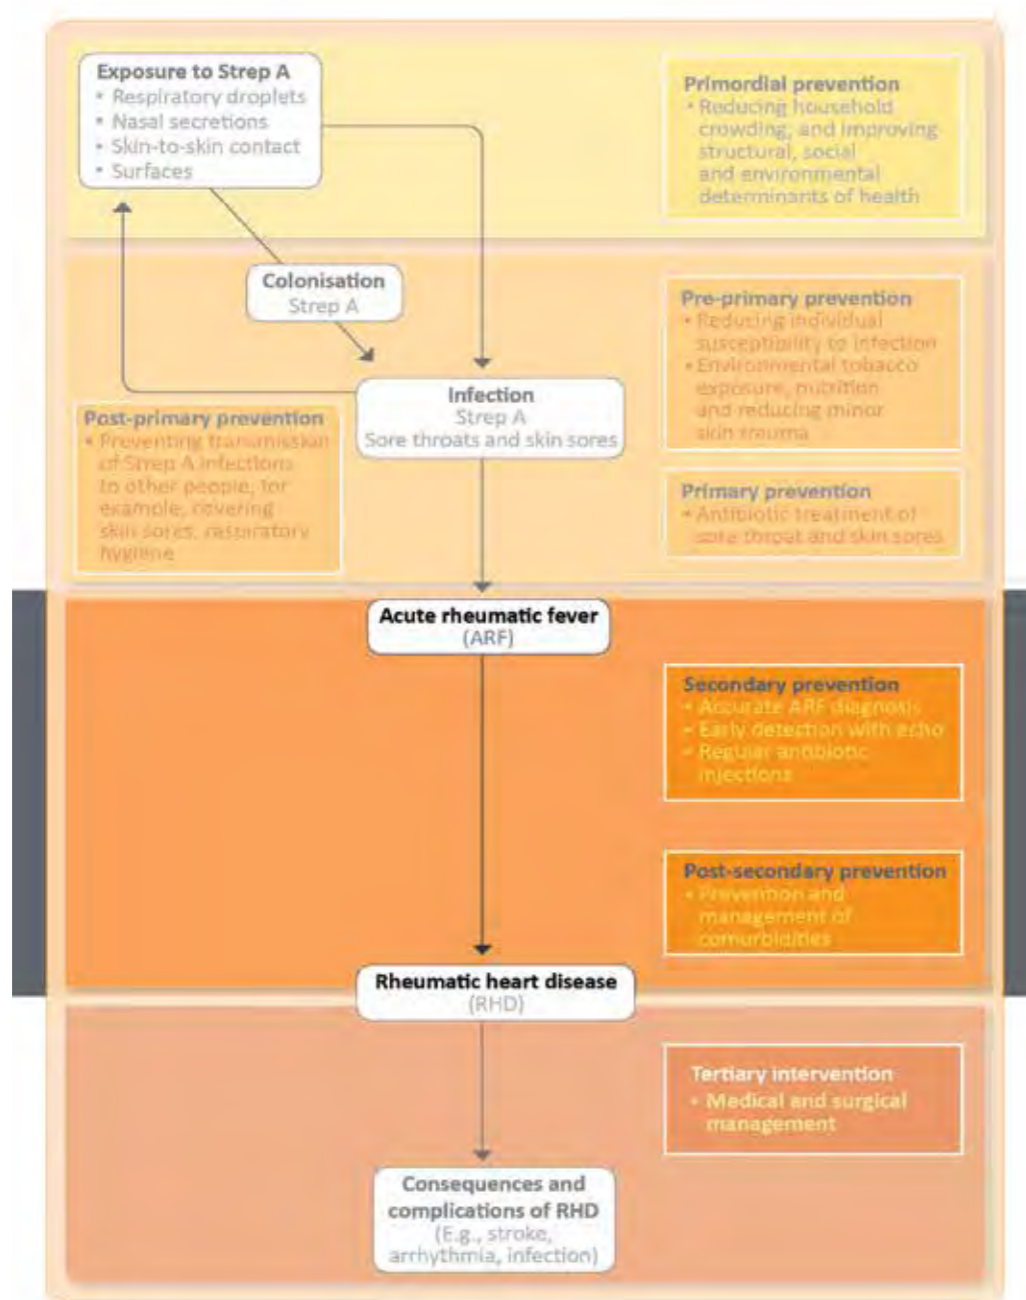 Exposure to Strep A
• Respiratory droplets
• Nasal secretions
• Skin-to-skin contact
• Surfaces
Primordial prevention
• Reducing household
crowding, and improving
structural, social
and environmental
determinants of health
Colonisation
Strep A
Pre-primary prevention
• Reducing individual
susceptibility to infection
• Environmental tobacco
exposure, nutrition
and reducing minor
skin trauma
Infection
Strep A
Sore throats and skin sores
Post-primary prevention
• Preventing transmission
of Strep A infections
to other people, for
example, covering
skin sores, respiratory
hygiene
Primary prevention
• Antibiotic treatment of
sore throat and skin sores
Acute rheumatic fever
(ARF)
Secondary prevention
• Accurate ARF diagnosis
• Early detection with echo
• Regular antibiotic
injections
Post-secondary prevention
• Prevention and
management of
comurbidities
Rheumatic heart disease
(RHD)
Tertiary intervention
• Medical and surgical
management
Consequences and
complications of RHD
(E.g., stroke,
arrhythmia, infection)